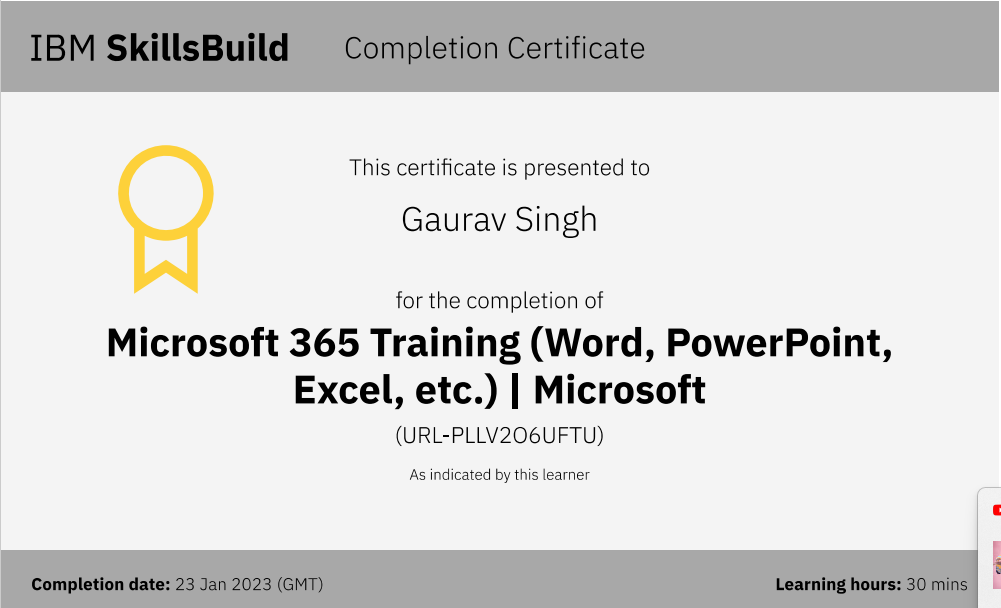 IBM SkillsBuild Completion Certificate
This certificate is presented to
Gaurav Singh
for the completion of
Microsoft 365 Training (Word, PowerPoint,
Excel, etc.) | Microsoft
(URL-PLLV2O6UFTU)
As indicated by this learner
Completion date: 23 Jan 2023 (GMT) Learning hours: 30 mins